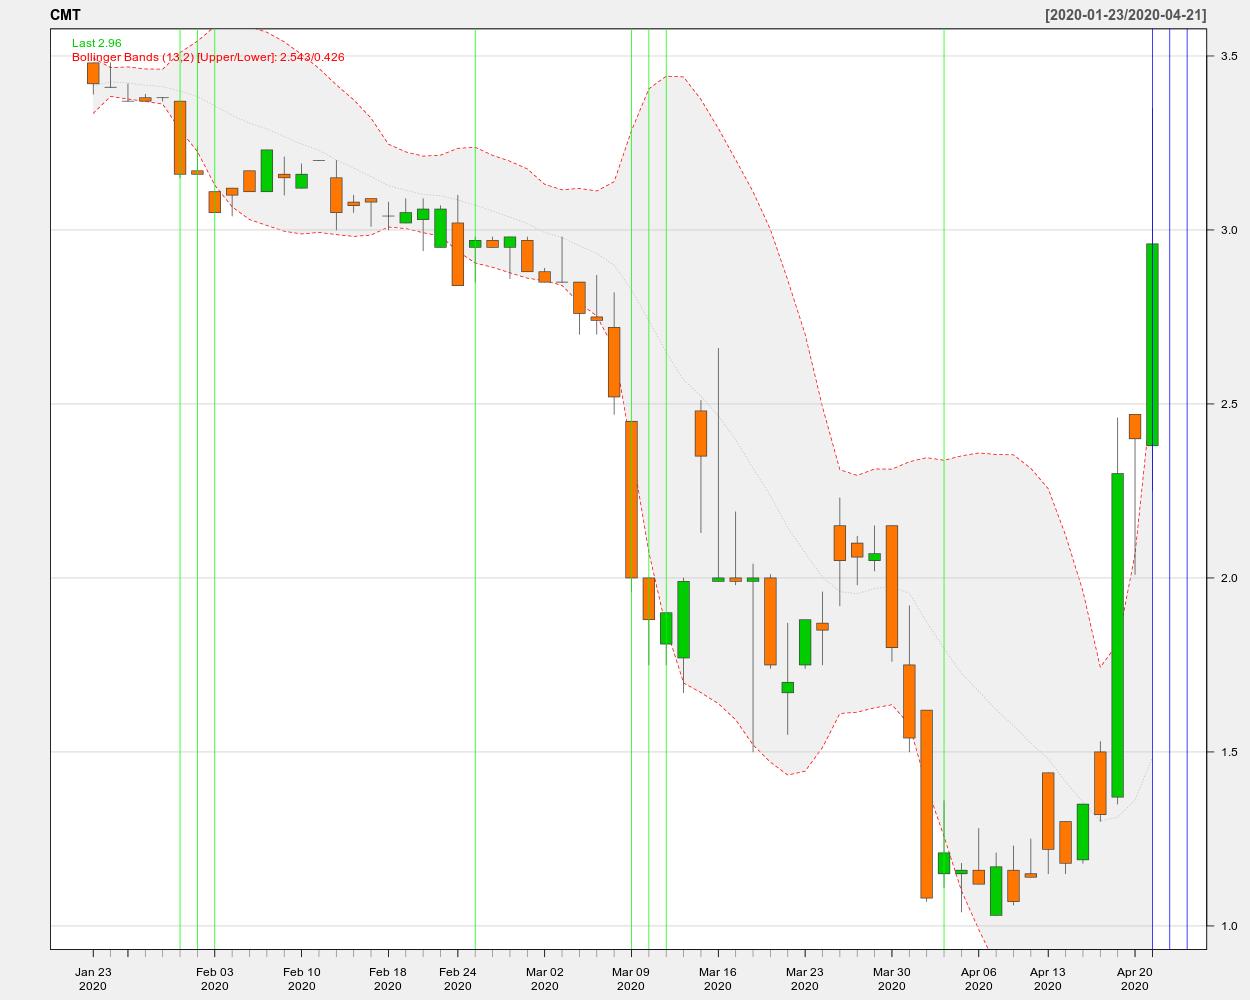 CMT [2020-01-23/2020-04-21]
Last 2.96
Bollinger Bands (13,2) [Upper/Lower]: 2.543/0.426
3.5
3.0
2.5
2.0
1.5
1.0
Jan 23 Feb 03 Feb 10 Feb 18 Feb 24 Mar 02 Mar 09 Mar 16 Mar 23 Mar 30 Apr 06 Apr 13 Apr 20
2020 2020 2020 2020 2020 2020 2020 2020 2020 2020 2020 2020 2020